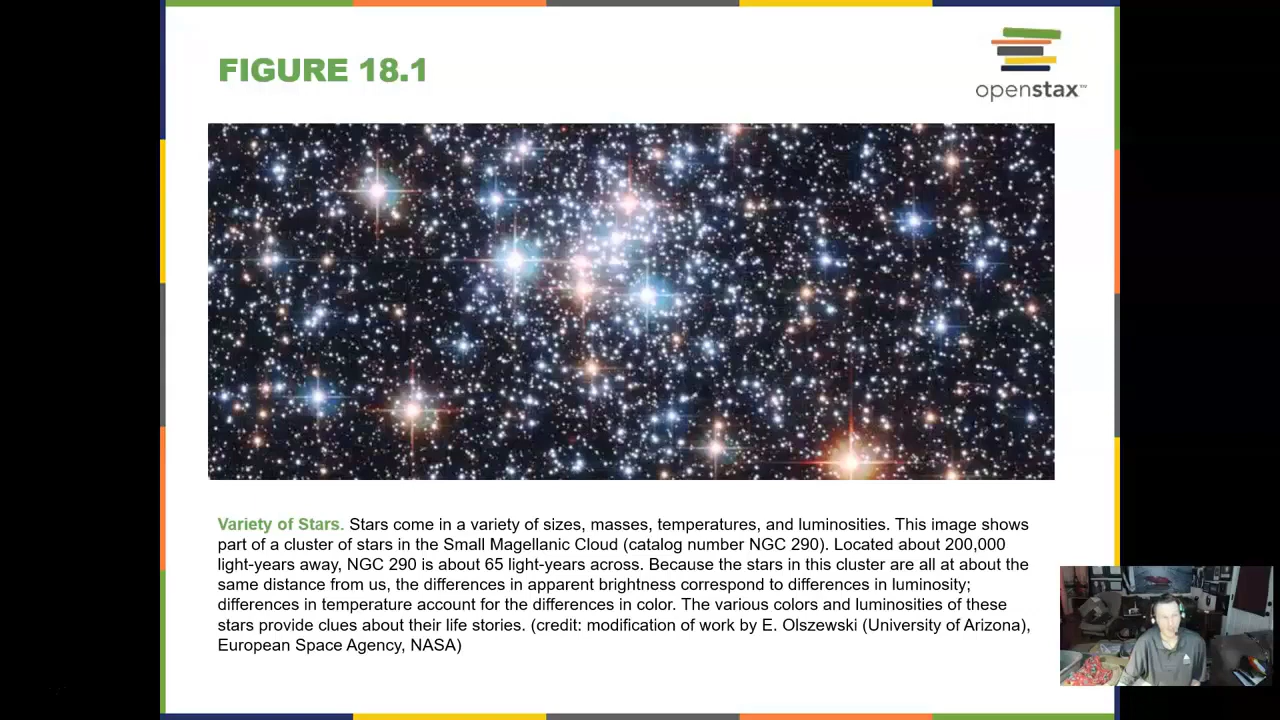 FIGURE 18.1
openstax™
Variety of Stars. Stars come in a variety of sizes, masses, temperatures, and luminosities. This image shows
part of a cluster of stars in the Small Magellanic Cloud (catalog number NGC 290). Located about 200,000
light-years away, NGC 290 is about 65 light-years across. Because the stars in this cluster are all at about the
same distance from us, the differences in apparent brightness correspond to differences in luminosity;
differences in temperature account for the differences in color. The various colors and luminosities of these
stars provide clues about their life stories. (credit: modification of work by E. Olszewski (University of Arizona),
European Space Agency, NASA)